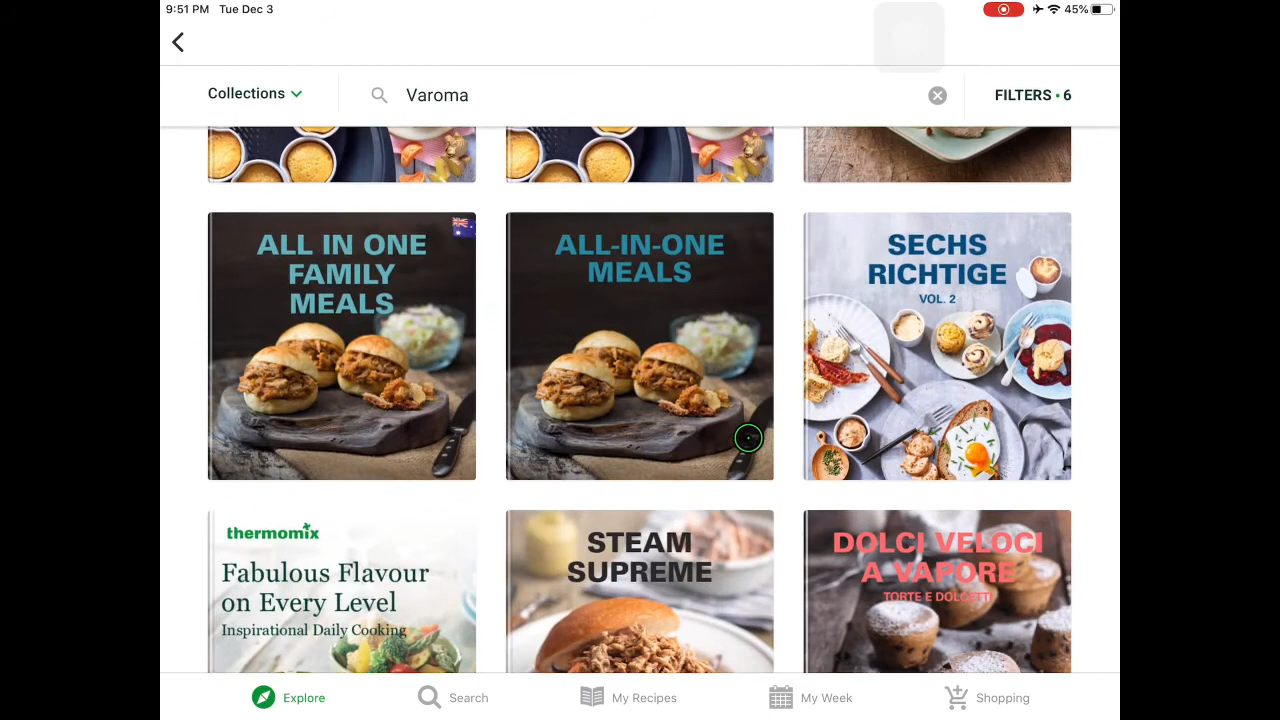 9:51 PM Tue Dec 3
45%
Collections
Varoma
FILTERS • 6
ALL IN ONE
FAMILY
MEALS
ALL-IN-ONE
MEALS
SECHS
RICHTIGE
VOL. 2
thermomix
Fabulous Flavour
on Every Level
Inspirational Daily Cooking
STEAM
SUPREME
DOLCI VELOCI
A VAPORE
TORTE E DOLCETTI
Explore
Search
My Recipes
My Week
Shopping